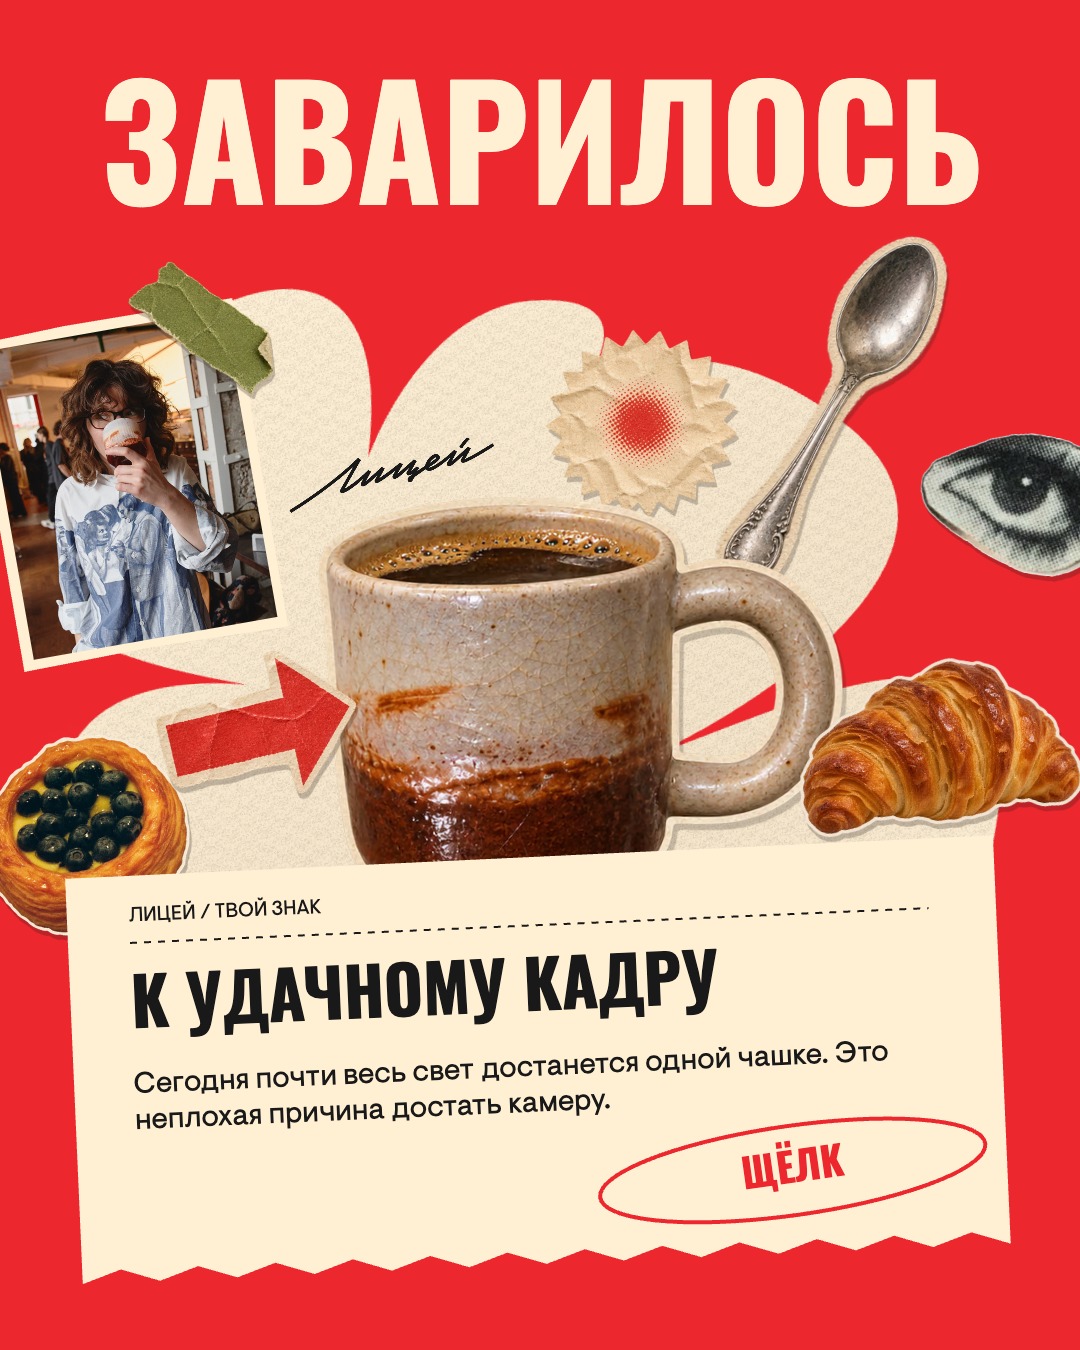 ЗАВАРИЛОСЬ
Лицей
ЛИЦЕЙ / ТВОЙ ЗНАК
К УДАЧНОМУ КАДРУ
Сегодня почти весь свет достанется одной чашке. Это
неплохая причина достать камеру.
ЩЁЛК